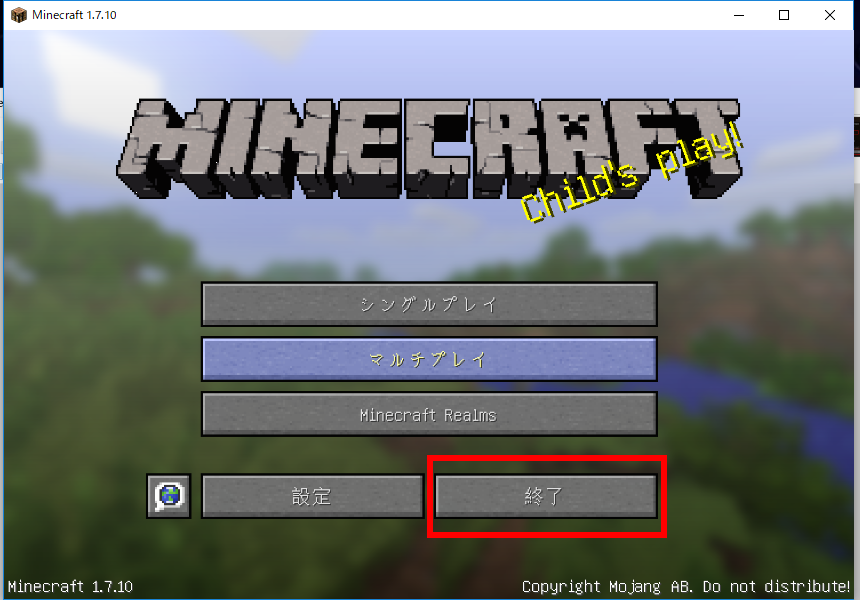 Minecraft 1.7.10
MINECRAFT
Child's play!
シングルプレイ
マルチプレイ
Minecraft Realms
設定
終了
Minecraft 1.7.10
Copyright Mojang AB. Do not distribute!